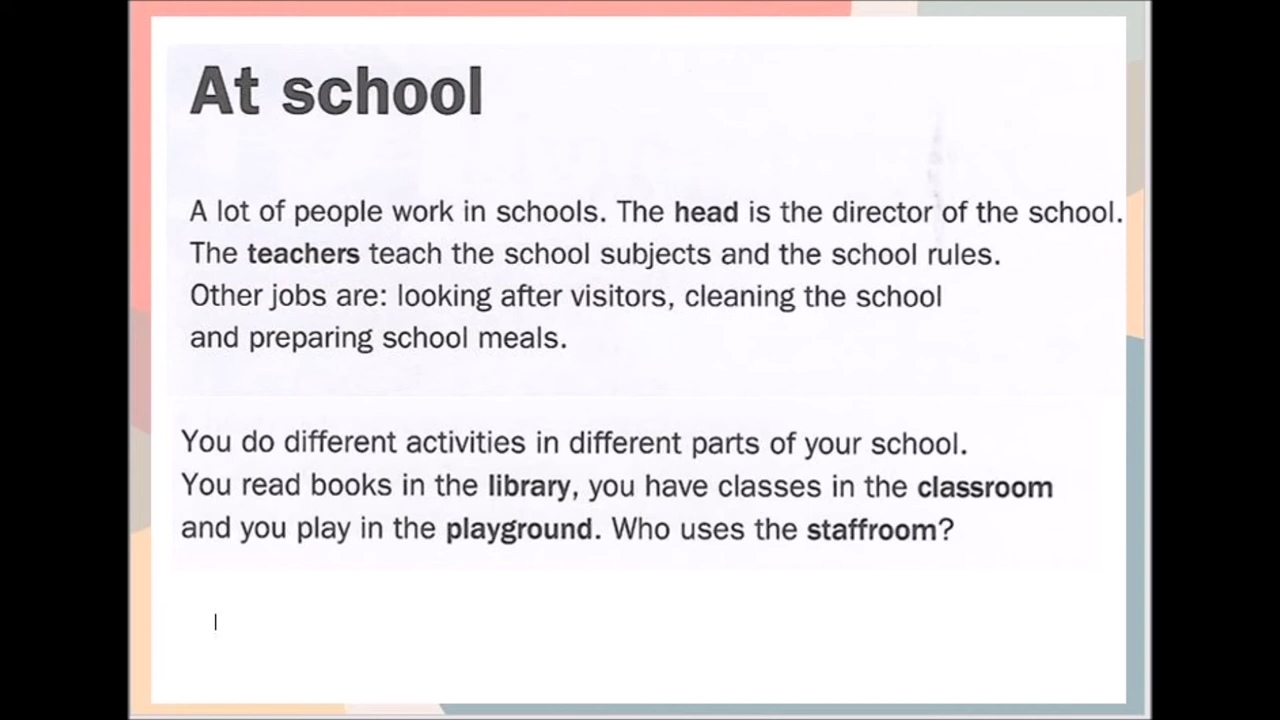 At school
A lot of people work in schools. The head is the director of the school.
The teachers teach the school subjects and the school rules.
Other jobs are: looking after visitors, cleaning the school
and preparing school meals.
You do different activities in different parts of your school.
You read books in the library, you have classes in the classroom
and you play in the playground. Who uses the staffroom?